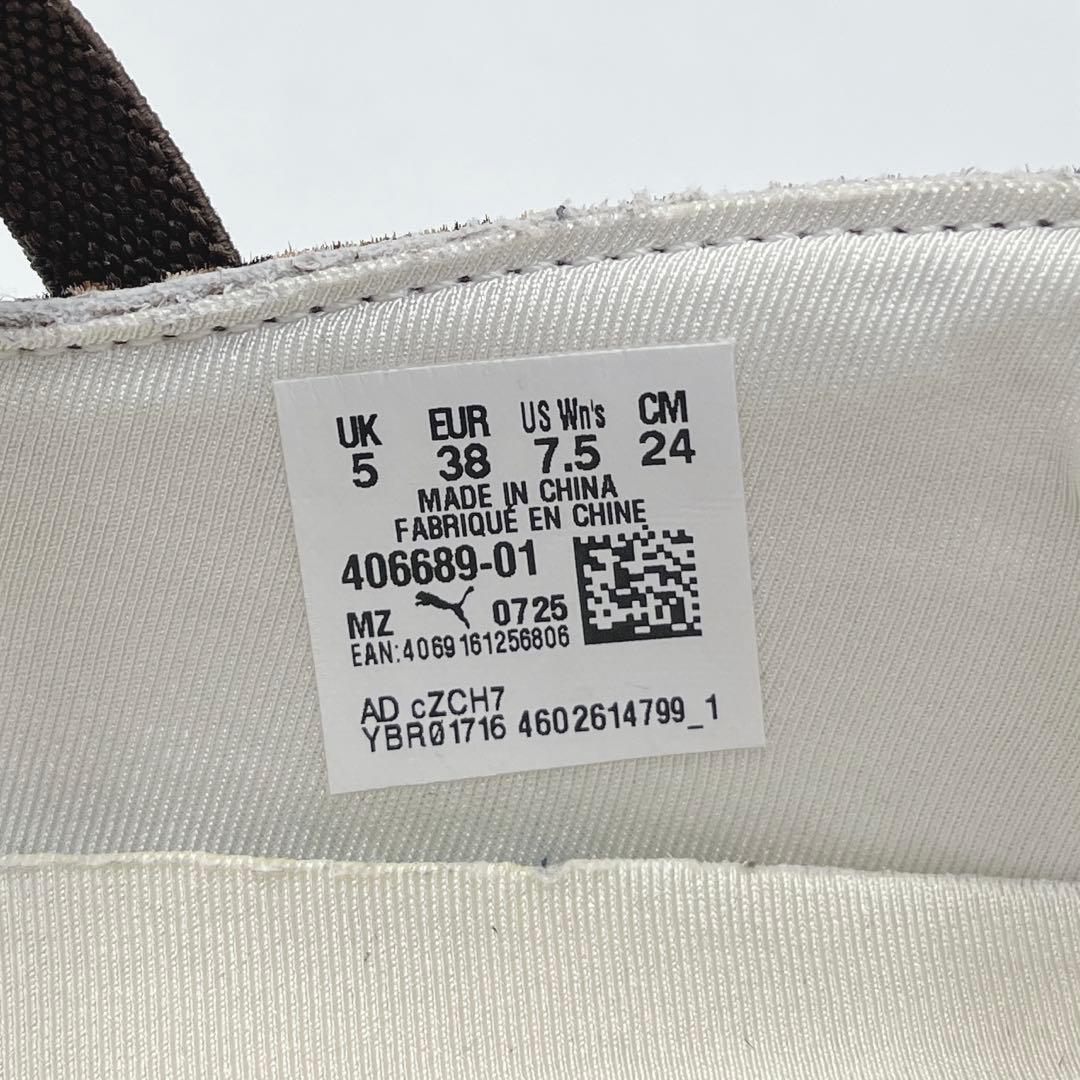 UK EUR US Wn's CM
5 38 7.5 24
MADE IN CHINA
FABRIQUÉ EN CHINE
406689-01
MZ 0725
EAN:4069161256806
AD cZCH7
YBRØ1716 4602614799_1